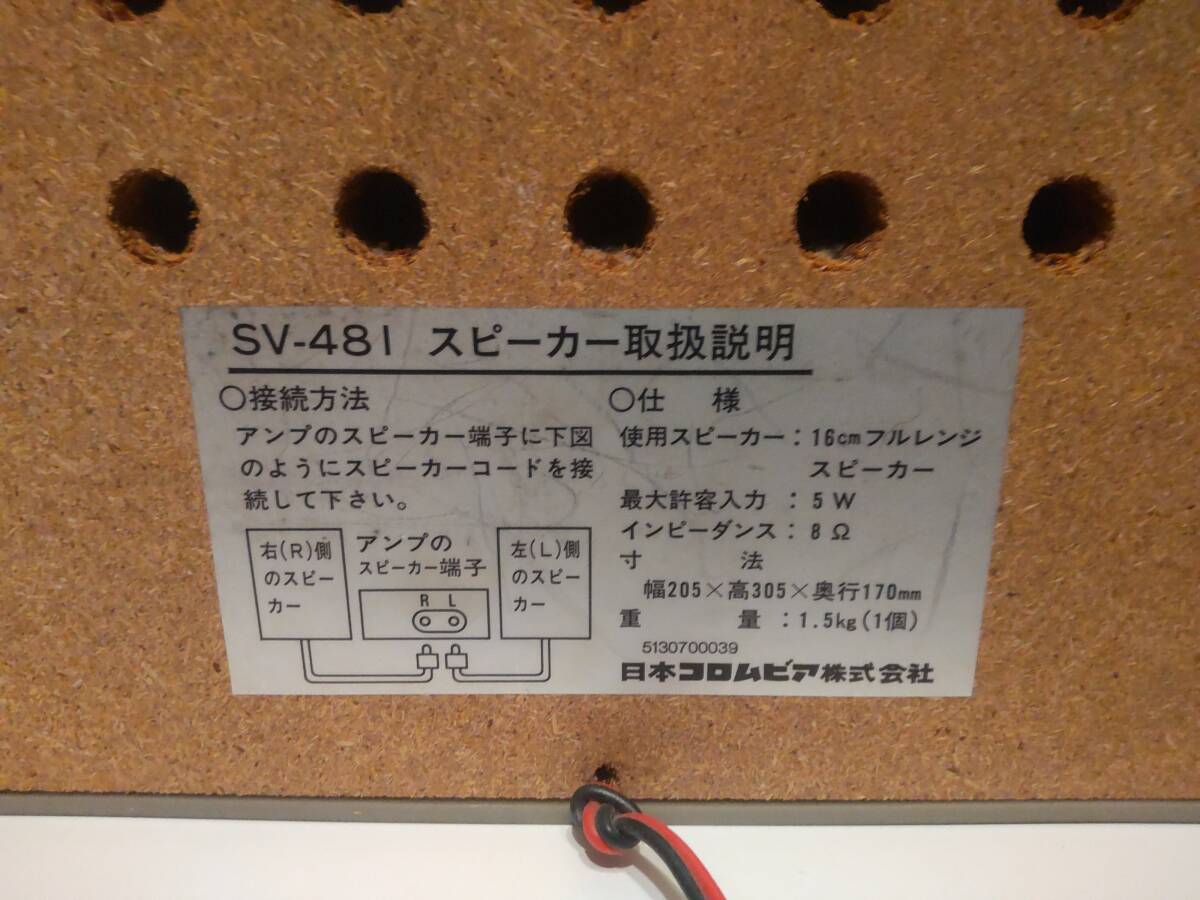 SV-481 スピーカー取扱説明
○接続方法
アンプのスピーカー端子に下図
のようにスピーカーコードを接
続して下さい。
右(R)側
のスピー
カー
アンプの
スピーカー端子
R L
左(L)側
のスピー
カー
○仕 様
使用スピーカー：16cmフルレンジ
スピーカー
最大許容入力 ：5W
インピーダンス：8Ω
寸 法
幅205×高305×奥行170mm
重 量 ：1.5kg(1個)
5130700039
日本コロムビア株式会社